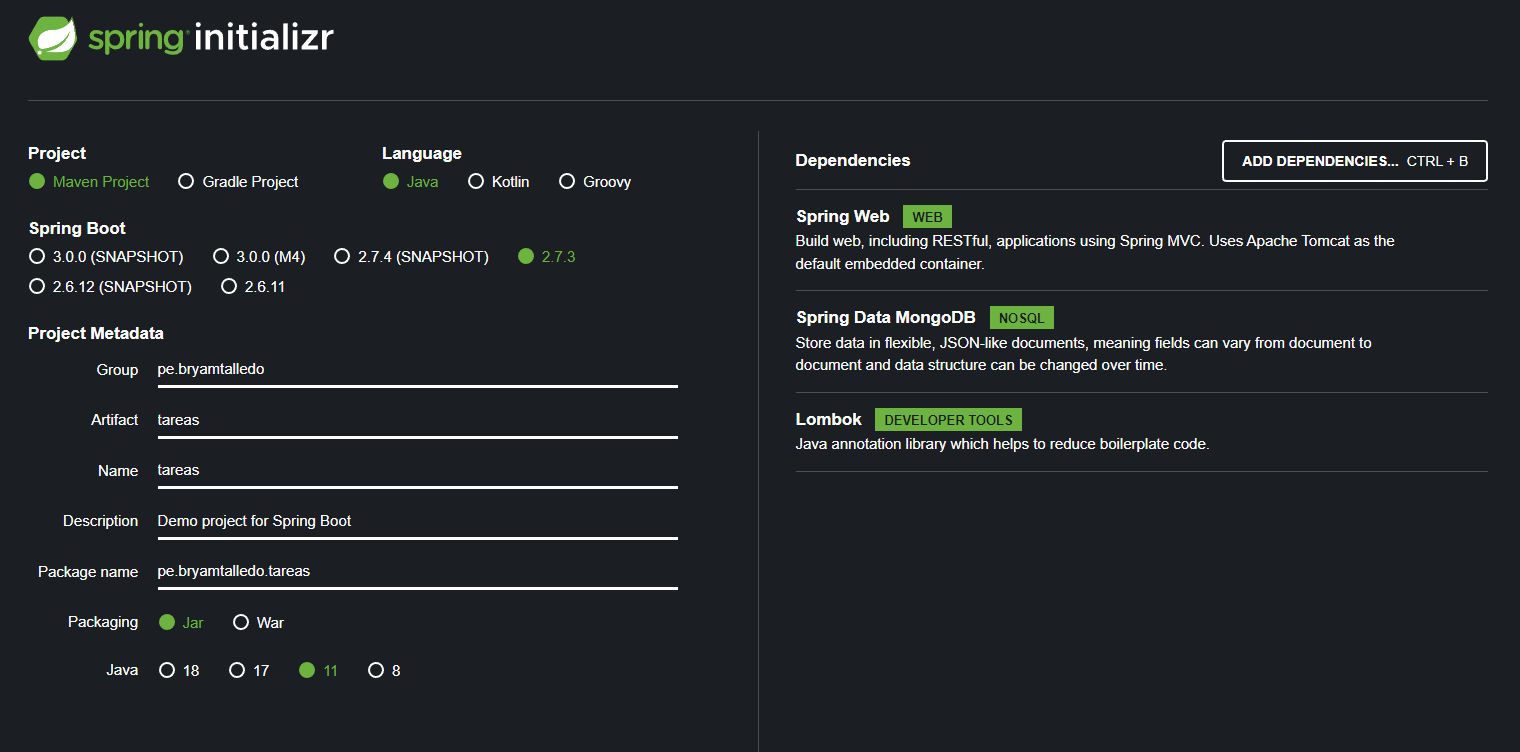 spring initializr
Project
Maven Project Gradle Project
Language
Java Kotlin Groovy
Spring Boot
3.0.0 (SNAPSHOT) 3.0.0 (M4) 2.7.4 (SNAPSHOT) 2.7.3
2.6.12 (SNAPSHOT) 2.6.11
Project Metadata
Group pe.bryamtalledo
Artifact tareas
Name tareas
Description Demo project for Spring Boot
Package name pe.bryamtalledo.tareas
Packaging Jar War
Java 18 17 11 8
Dependencies ADD DEPENDENCIES... CTRL + B
Spring Web WEB
Build web, including RESTful, applications using Spring MVC. Uses Apache Tomcat as the
default embedded container.
Spring Data MongoDB NOSQL
Store data in flexible, JSON-like documents, meaning fields can vary from document to
document and data structure can be changed over time.
Lombok DEVELOPER TOOLS
Java annotation library which helps to reduce boilerplate code.